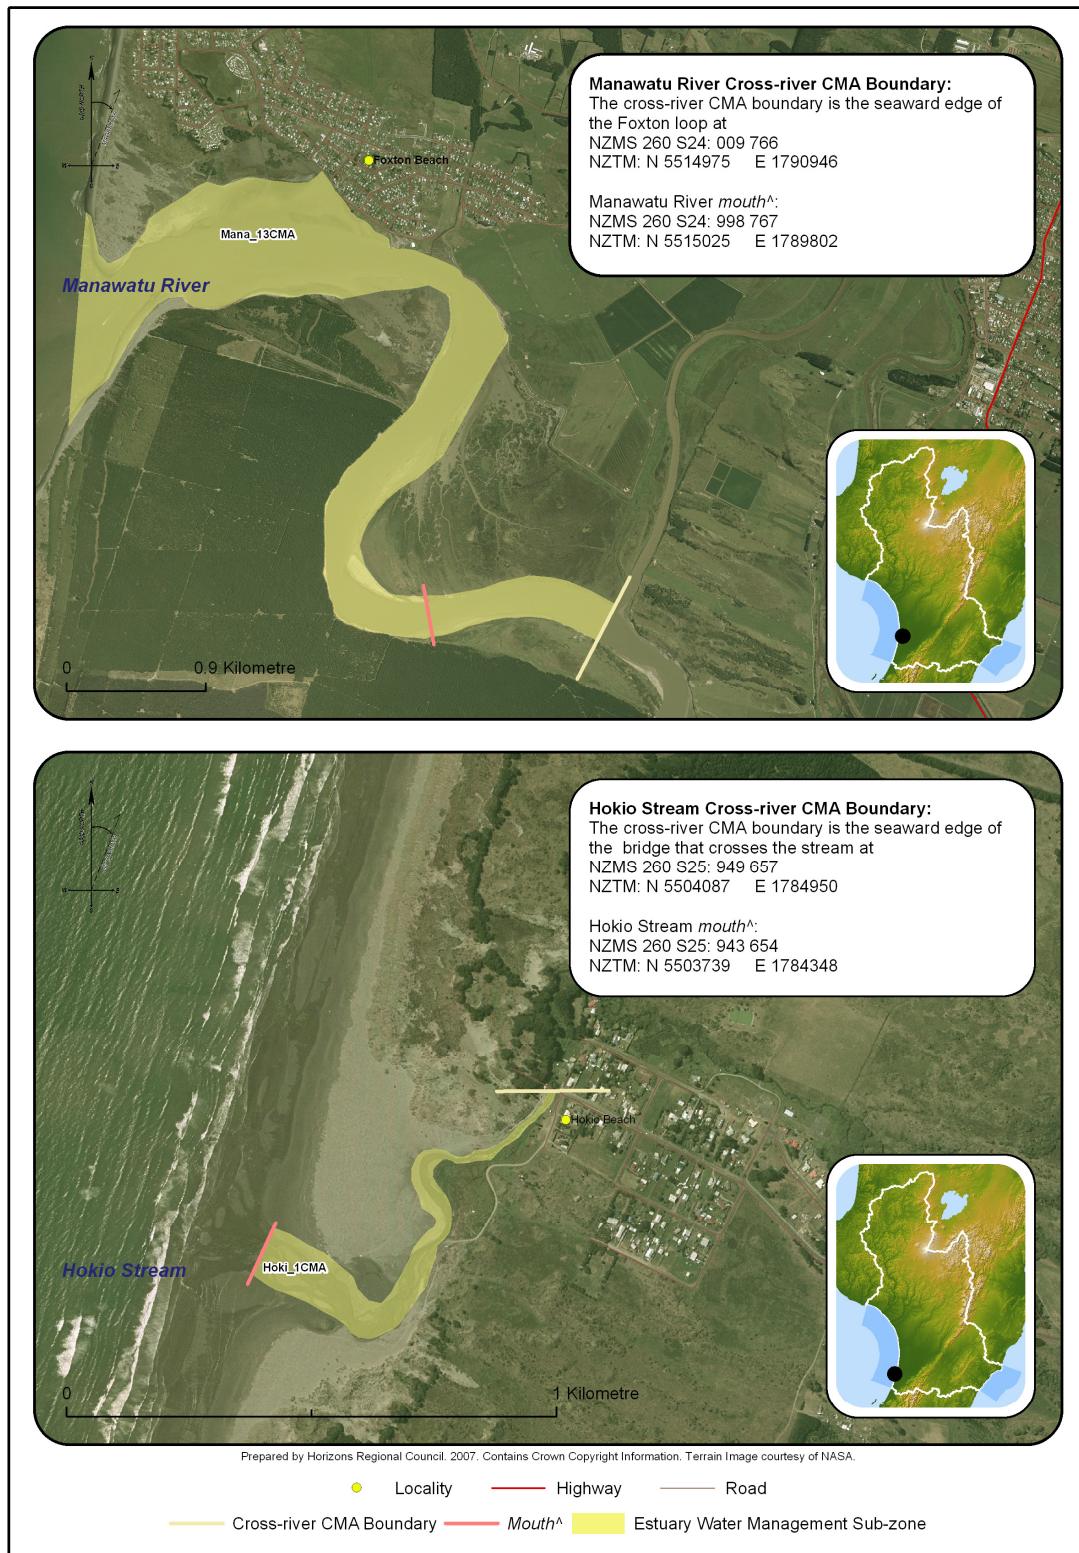 Manawatu River Cross-river CMA Boundary:
The cross-river CMA boundary is the seaward edge of
the Foxton loop at
NZMS 260 S24: 009 766
NZTM: N 5514975 E 1790946
Manawatu River mouth^:
NZMS 260 S24: 998 767
NZTM: N 5515025 E 1789802
Foxton Beach
Mana_13CMA
Manawatu River
0 0.9 Kilometre
Hokio Stream Cross-river CMA Boundary:
The cross-river CMA boundary is the seaward edge of
the bridge that crosses the stream at
NZMS 260 S25: 949 657
NZTM: N 5504087 E 1784950
Hokio Stream mouth^:
NZMS 260 S25: 943 654
NZTM: N 5503739 E 1784348
Hokio Beach
Hoki_1CMA
Hokio Stream
0 1 Kilometre
Prepared by Horizons Regional Council. 2007. Contains Crown Copyright Information. Terrain Image courtesy of NASA.
Locality Highway Road
Cross-river CMA Boundary Mouth^ Estuary Water Management Sub-zone